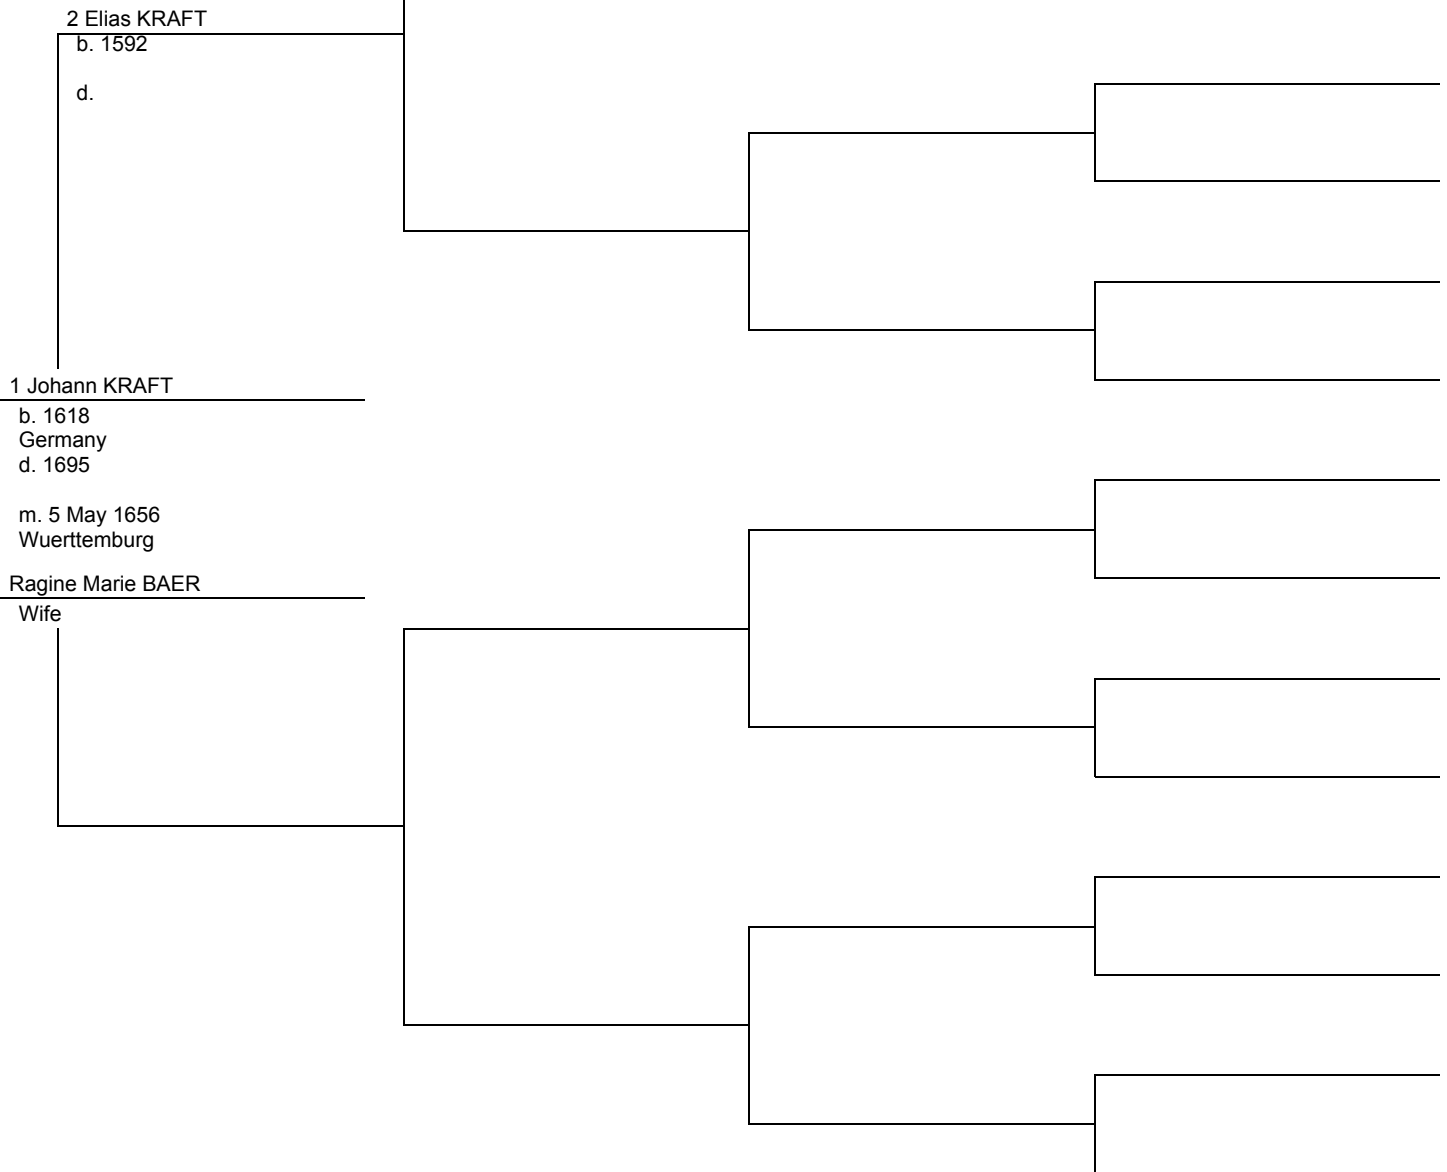 2 Elias KRAFT
b. 1592
d.
1 Johann KRAFT
b. 1618
Germany
d. 1695
m. 5 May 1656
Wuerttemburg
Ragine Marie BAER
Wife